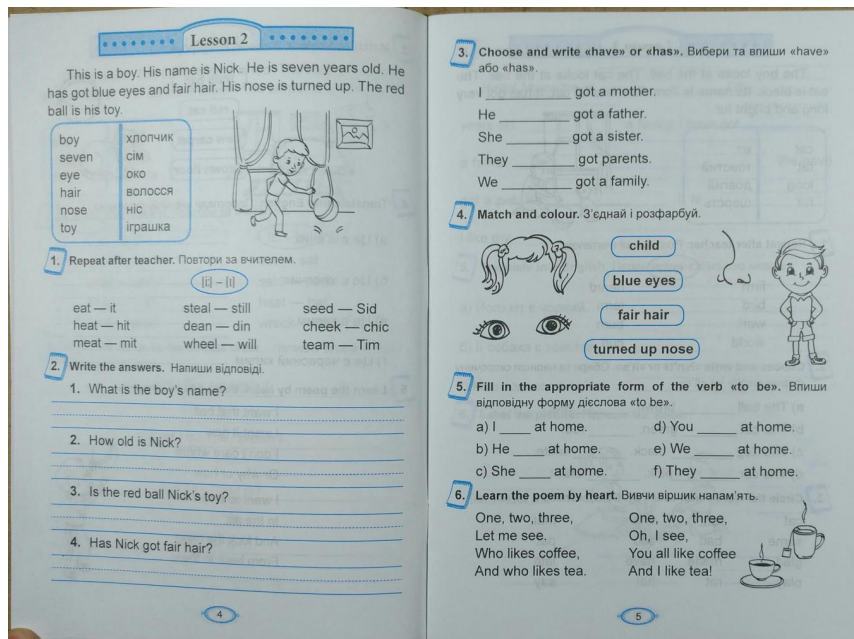 Lesson 2
This is a boy. His name is Nick. He is seven years old. He
has got blue eyes and fair hair. His nose is turned up. The red
ball is his toy.
boy хлопчик
seven сім
eye око
hair волосся
nose ніс
toy іграшка
1. Repeat after teacher. Повтори за вчителем.
[i:] – [ı]
eat — it steal — still seed — Sid
heat — hit dean — din cheek — chic
meat — mit wheel — will team — Tim
2. Write the answers. Напиши відповіді.
1. What is the boy's name?
2. How old is Nick?
3. Is the red ball Nick's toy?
4. Has Nick got fair hair?
4
3. Choose and write «have» or «has». Вибери та впиши «have»
або «has».
I ________ got a mother.
He ________ got a father.
She ________ got a sister.
They ________ got parents.
We ________ got a family.
4. Match and colour. З'єднай і розфарбуй.
child
blue eyes
fair hair
turned up nose
5. Fill in the appropriate form of the verb «to be». Впиши
відповідну форму дієслова «to be».
a) I ____ at home. d) You ____ at home.
b) He ____ at home. e) We ____ at home.
c) She ____ at home. f) They ____ at home.
6. Learn the poem by heart. Вивчи віршик напам'ять.
One, two, three, One, two, three,
Let me see. Oh, I see,
Who likes coffee, You all like coffee
And who likes tea. And I like tea!
5